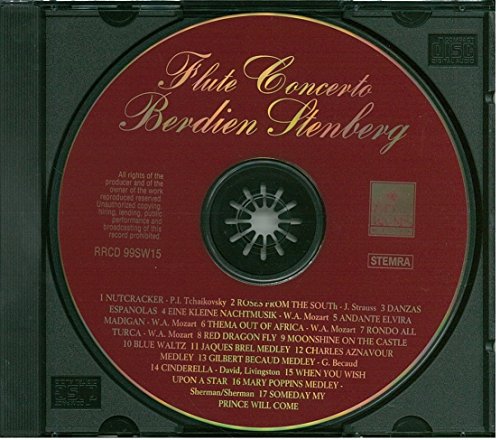 COMPACT
disc
DIGITAL AUDIO
Flute Concerto
Berdien Stenberg
All rights of the
producer and of the
owner of the work
reproduced reserved.
Unauthorized copying
hiring, lending, public
performance and
broadcasting of this
record prohibited.
RRCD 99SW15
STEMRA
1 NUTCRACKER - P.I. Tchaikovsky 2 ROSES FROM THE SOUTH - J. Strauss 3 DANZAS
ESPANOLAS 4 EINE KLEINE NACHTMUSIK - W.A. Mozart 5 ANDANTE ELVIRA
MADIGAN - W.A. Mozart 6 THEMA OUT OF AFRICA - W.A. Mozart 7 RONDO ALL
TURCA - W.A. Mozart 8 RED DRAGON FLY 9 MOONSHINE ON THE CASTLE
10 BLUE WALTZ 11 JAQUES BREL MEDLEY 12 CHARLES AZNAVOUR
MEDLEY 13 GILBERT BECAUD MEDLEY - G. Becaud
14 CINDERELLA - David, Livingston 15 WHEN YOU WISH
UPON A STAR 16 MARY POPPINS MEDLEY -
Sherman/Sherman 17 SOMEDAY MY
PRINCE WILL COME